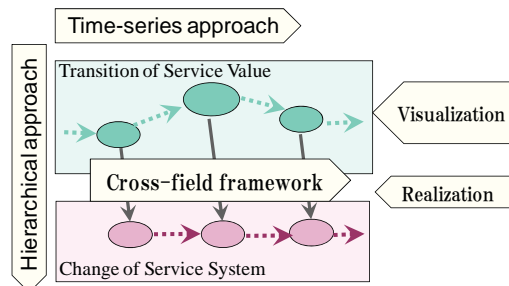 Time-series approach
Hierarchical approach
Transition of Service Value
Visualization
Cross-field framework
Realization
Change of Service System